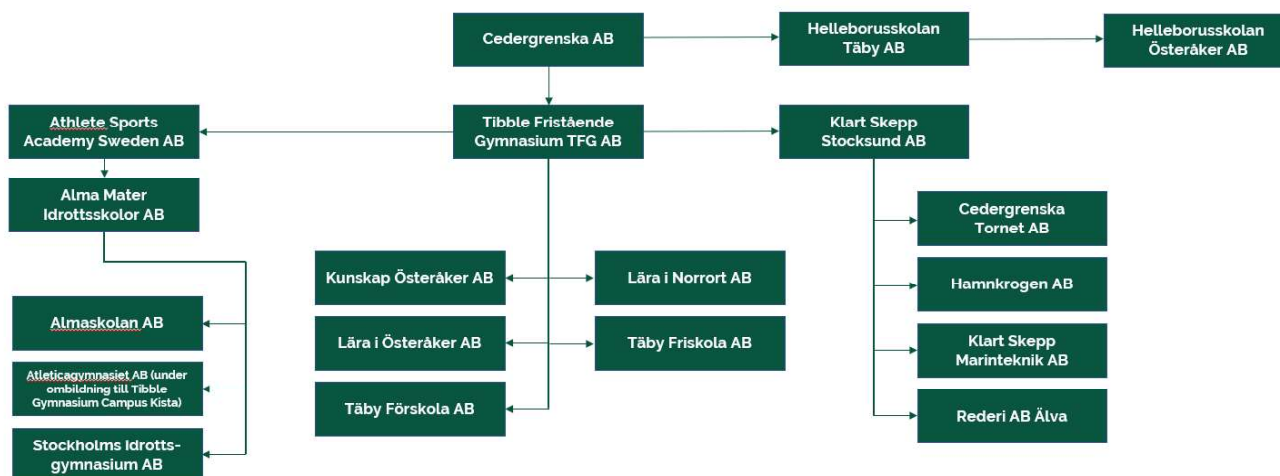 Cedergrenska AB
Helleborusskolan
Täby AB
Helleborusskolan
Österåker AB
Athlete Sports
Academy Sweden AB
Tibble Fristående
Gymnasium TFG AB
Klart Skepp
Stocksund AB
Alma Mater
Idrottsskolor AB
Cedergrenska
Tornet AB
Kunskap Österåker AB
Lära i Norrort AB
Hamnkrogen AB
Almaskolan AB
Lära i Österåker AB
Täby Friskola AB
Klart Skepp
Marinteknik AB
Atleticagymnasiet AB (under
ombildning till Tibble
Gymnasium Campus Kista)
Täby Förskola AB
Rederi AB Älva
Stockholms Idrotts-
gymnasium AB